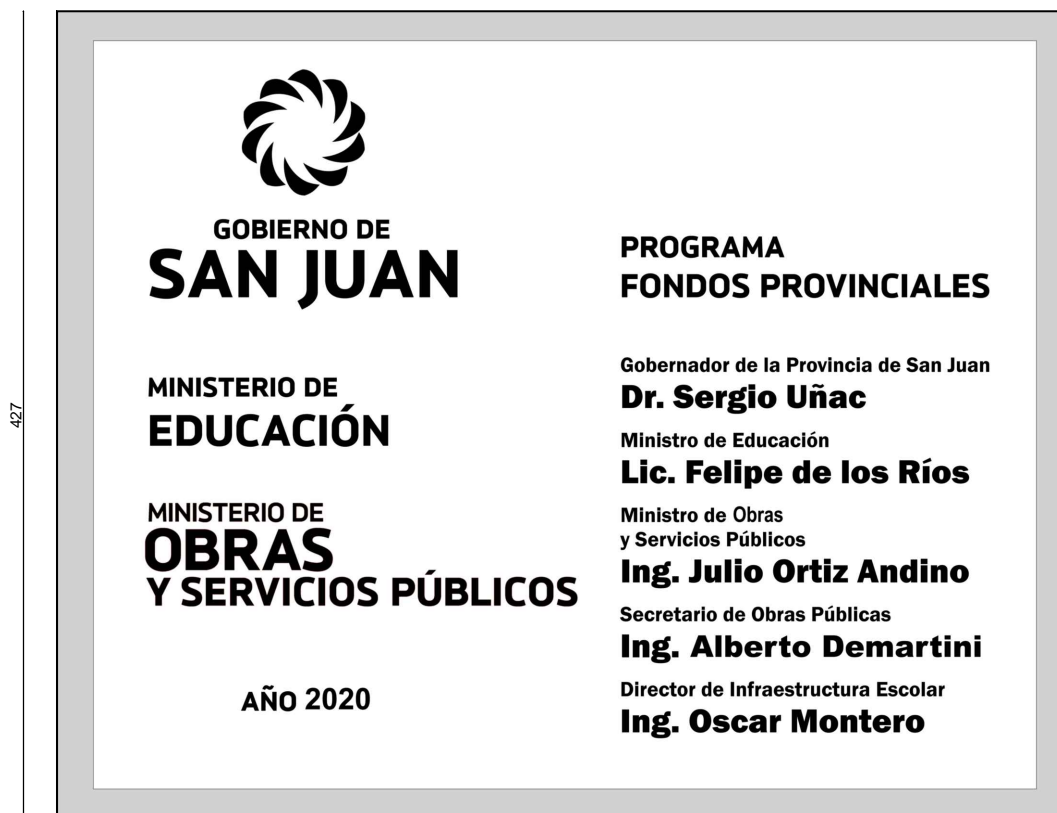 427
GOBIERNO DE
SAN JUAN
MINISTERIO DE
EDUCACIÓN
MINISTERIO DE
OBRAS
Y SERVICIOS PÚBLICOS
AÑO 2020
PROGRAMA
FONDOS PROVINCIALES
Gobernador de la Provincia de San Juan
Dr. Sergio Uñac
Ministro de Educación
Lic. Felipe de los Ríos
Ministro de Obras
y Servicios Públicos
Ing. Julio Ortiz Andino
Secretario de Obras Públicas
Ing. Alberto Demartini
Director de Infraestructura Escolar
Ing. Oscar Montero